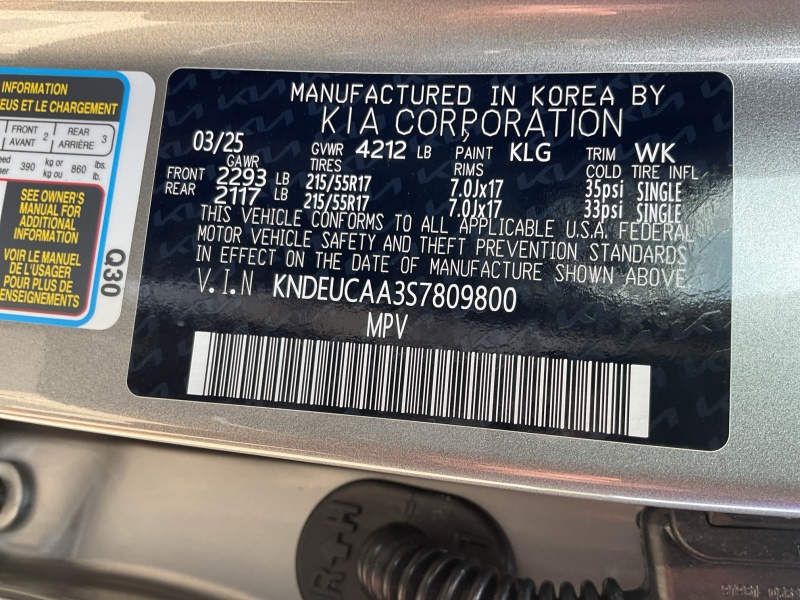 INFORMATION
EUS ET LE CHARGEMENT
FRONT 2 REAR 3
AVANT ARRIÈRE
390 kg or 860 lbs.
kg ou lb.
SEE OWNER'S
MANUAL FOR
ADDITIONAL
INFORMATION
VOIR LE MANUEL
DE L'USAGER
POUR PLUS DE
RENSEIGNEMENTS
Q30
MANUFACTURED IN KOREA BY
KIA CORPORATION
03/25 GVWR 4212 LB PAINT KLG TRIM WK
GAWR TIRES RIMS COLD TIRE INFL
FRONT 2293 LB 215/55R17 7.0Jx17 35psi SINGLE
REAR 2117 LB 215/55R17 7.0Jx17 33psi SINGLE
THIS VEHICLE CONFORMS TO ALL APPLICABLE U.S.A. FEDERAL
MOTOR VEHICLE SAFETY AND THEFT PREVENTION STANDARDS
IN EFFECT ON THE DATE OF MANUFACTURE SHOWN ABOVE.
V.I.N KNDEUCAA3S7809800
MPV